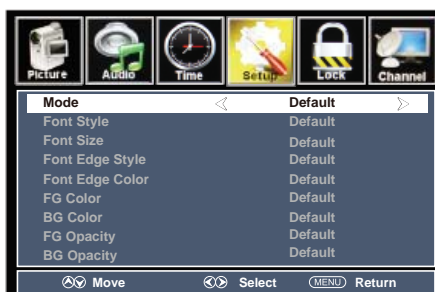 Picture Audio Time Setup Lock Channel
Mode Default
Font Style Default
Font Size Default
Font Edge Style Default
Font Edge Color Default
FG Color Default
BG Color Default
FG Opacity Default
BG Opacity Default
Move Select MENU Return